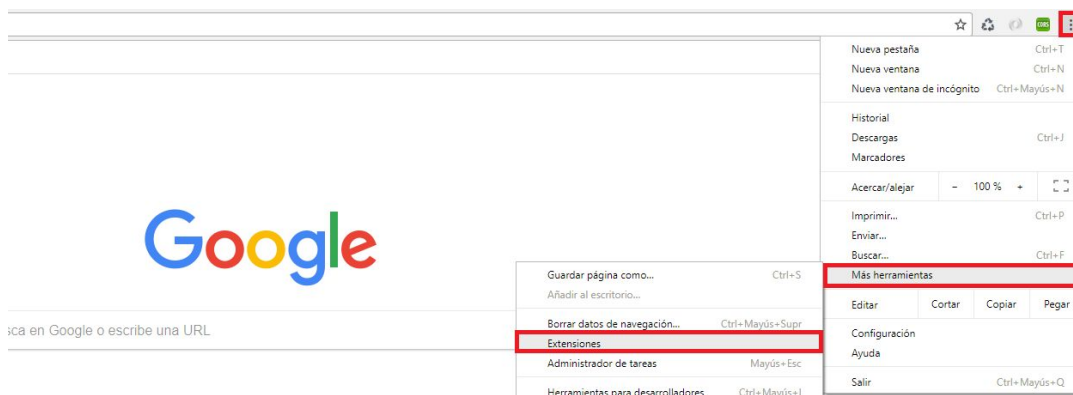 CORS
Nueva pestaña Ctrl+T
Nueva ventana Ctrl+N
Nueva ventana de incógnito Ctrl+Mayús+N
Historial
Descargas Ctrl+J
Marcadores
Acercar/alejar - 100 % +
Imprimir... Ctrl+P
Enviar...
Buscar... Ctrl+F
Más herramientas
Editar Cortar Copiar Pegar
Configuración
Ayuda
Salir Ctrl+Mayús+Q
Google
sca en Google o escribe una URL
Guardar página como... Ctrl+S
Añadir al escritorio...
Borrar datos de navegación... Ctrl+Mayús+Supr
Extensiones
Administrador de tareas Mayús+Esc
Herramientas para desarrolladores Ctrl+Mayús+I